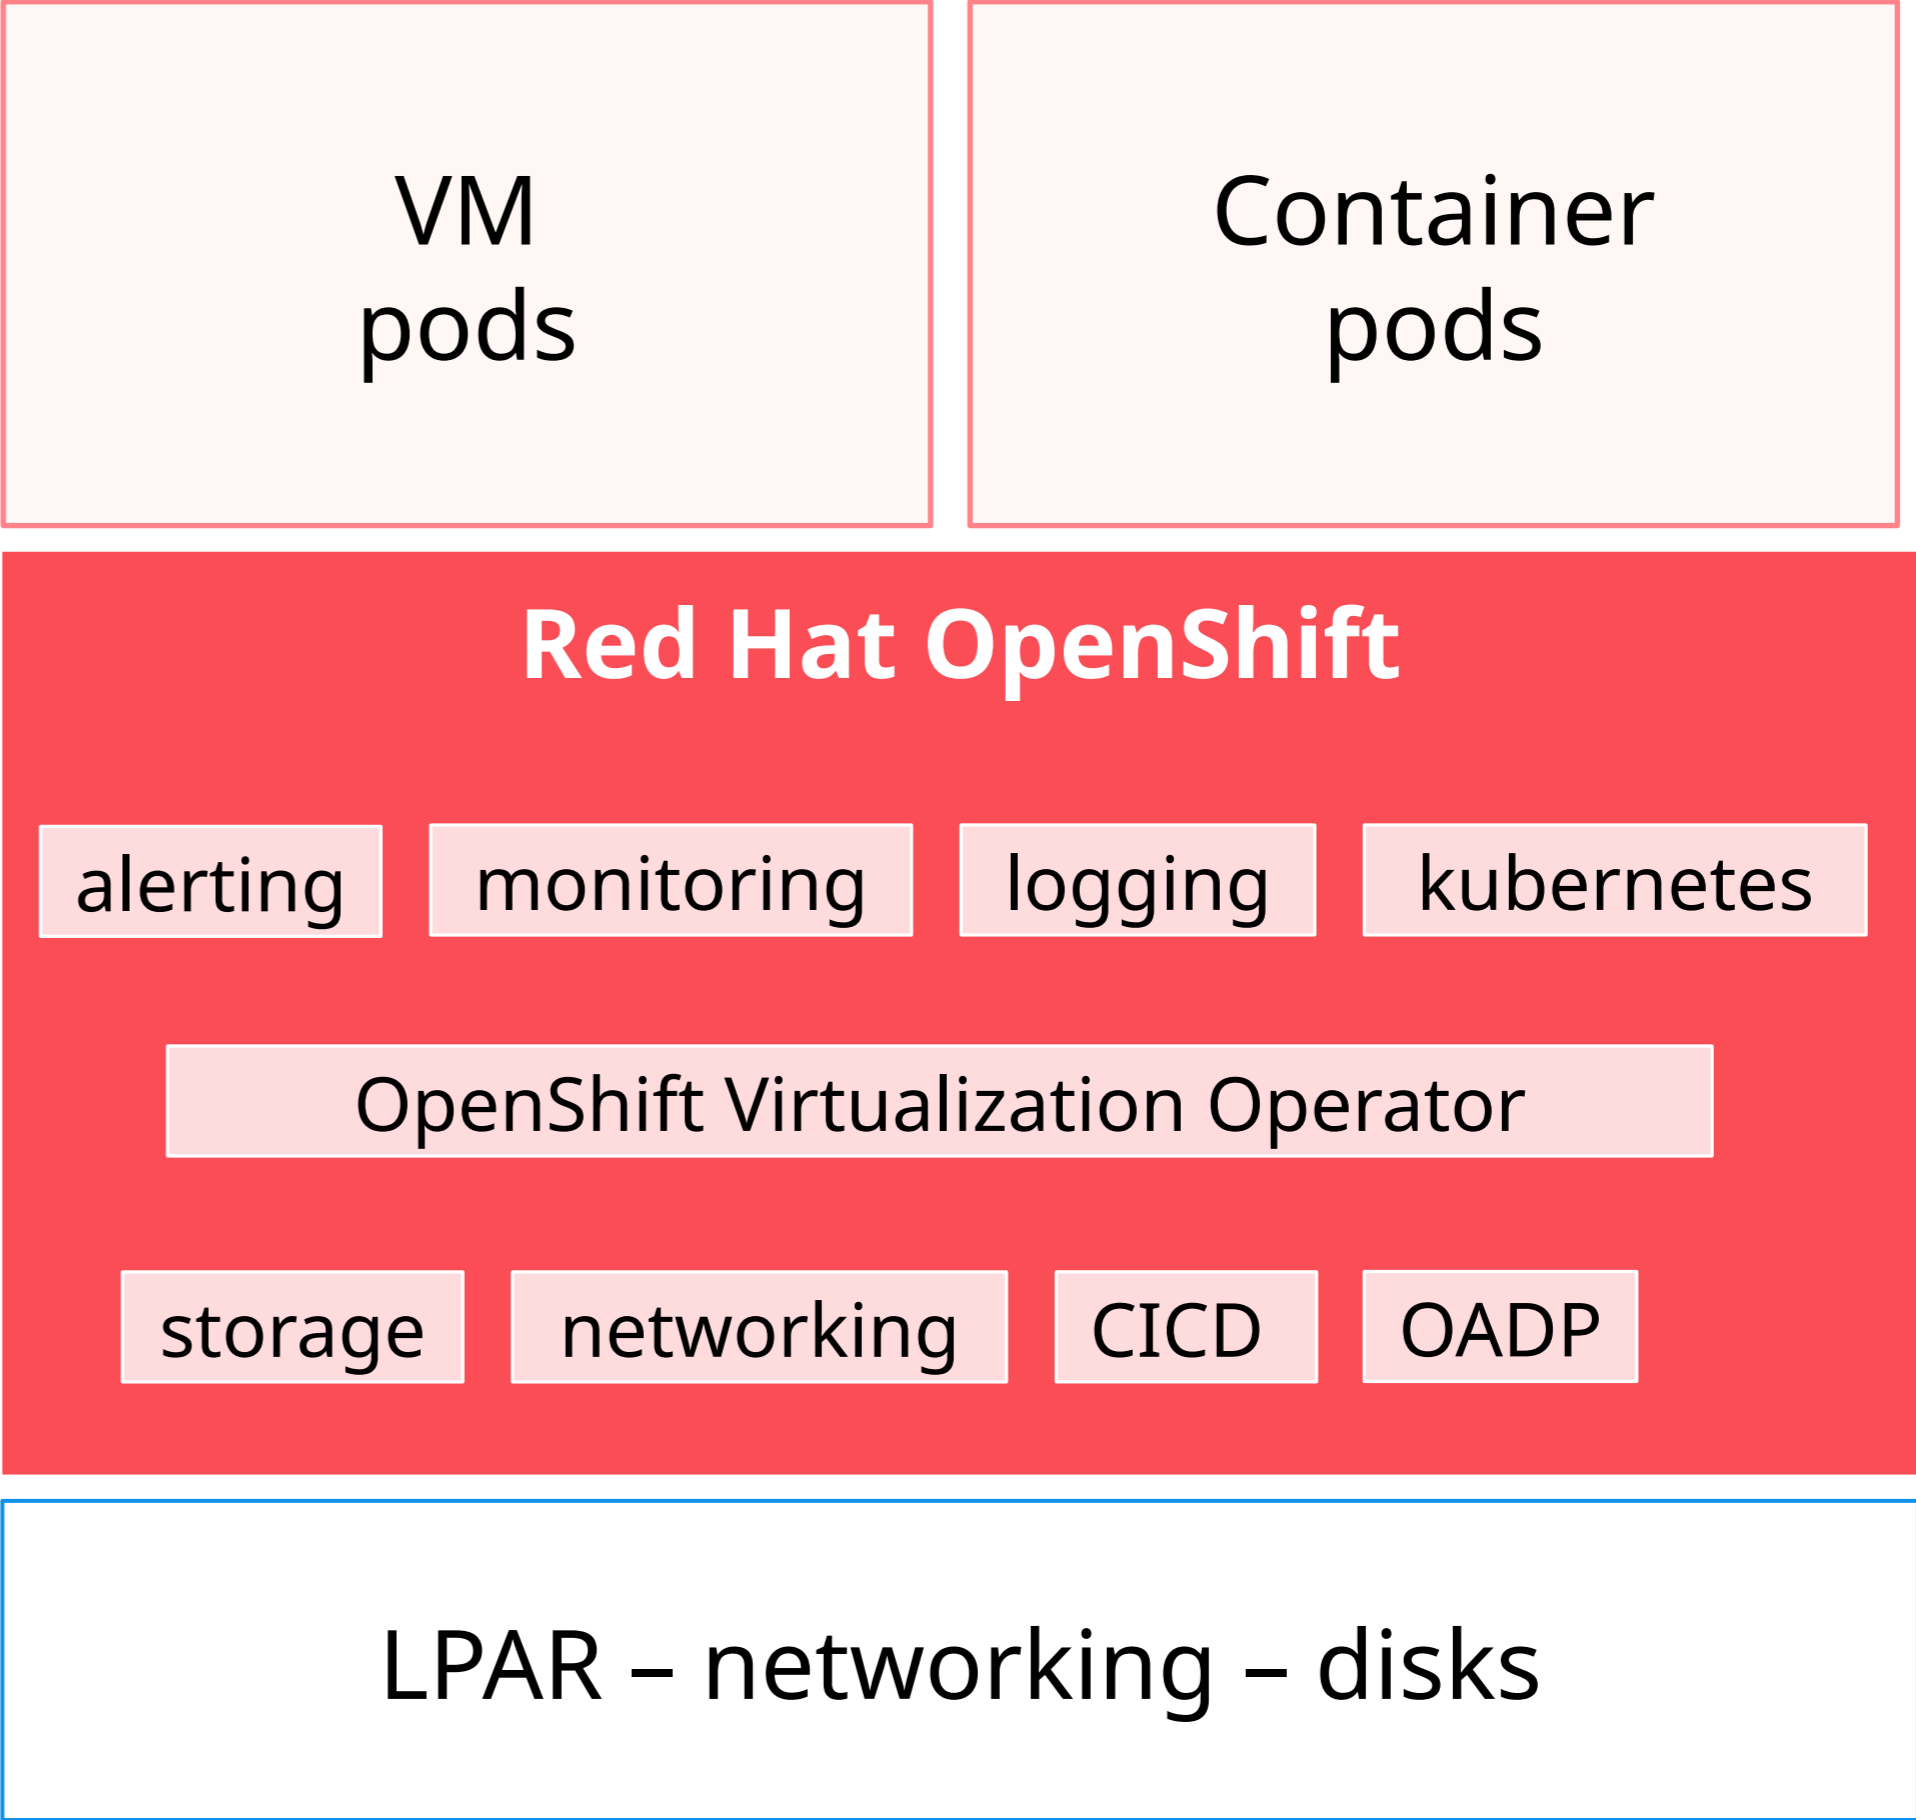 VM
pods
Container
pods
Red Hat OpenShift
alerting
monitoring
logging
kubernetes
OpenShift Virtualization Operator
storage
networking
CICD
OADP
LPAR – networking – disks